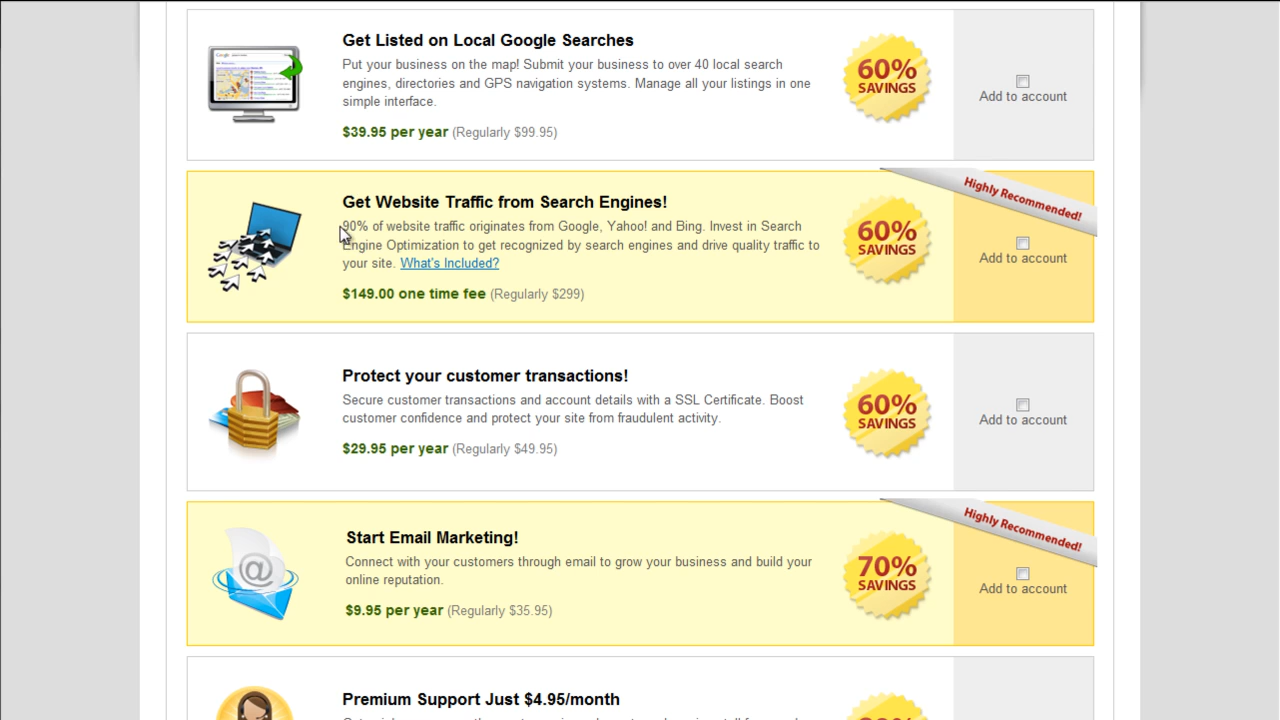 Get Listed on Local Google Searches
Put your business on the map! Submit your business to over 40 local search
engines, directories and GPS navigation systems. Manage all your listings in one
simple interface.
$39.95 per year (Regularly $99.95)
60%
SAVINGS
Add to account
Highly Recommended!
Get Website Traffic from Search Engines!
90% of website traffic originates from Google, Yahoo! and Bing. Invest in Search
Engine Optimization to get recognized by search engines and drive quality traffic to
your site. What's Included?
$149.00 one time fee (Regularly $299)
60%
SAVINGS
Add to account
Protect your customer transactions!
Secure customer transactions and account details with a SSL Certificate. Boost
customer confidence and protect your site from fraudulent activity.
$29.95 per year (Regularly $49.95)
60%
SAVINGS
Add to account
Highly Recommended!
Start Email Marketing!
Connect with your customers through email to grow your business and build your
online reputation.
$9.95 per year (Regularly $35.95)
70%
SAVINGS
Add to account
Premium Support Just $4.95/month